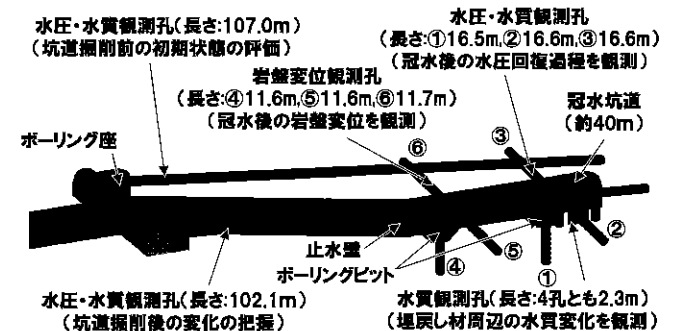 水圧・水質観測孔(長さ:107.0m)
(坑道掘削前の初期状態の評価)
水圧・水質観測孔
(長さ:①16.5m,②16.6m,③16.6m)
(冠水後の水圧回復過程を観測)
岩盤変位観測孔
(長さ:④11.6m,⑤11.6m,⑥11.7m)
(冠水後の岩盤変位を観測)
冠水坑道
(約40m)
ボーリング座
③
⑥
止水壁
ボーリングピット
④
⑤
①
②
水圧・水質観測孔(長さ:102.1m)
(坑道掘削後の変化の把握)
水質観測孔(長さ:4孔とも2.3m)
(埋戻し材周辺の水質変化を観測)